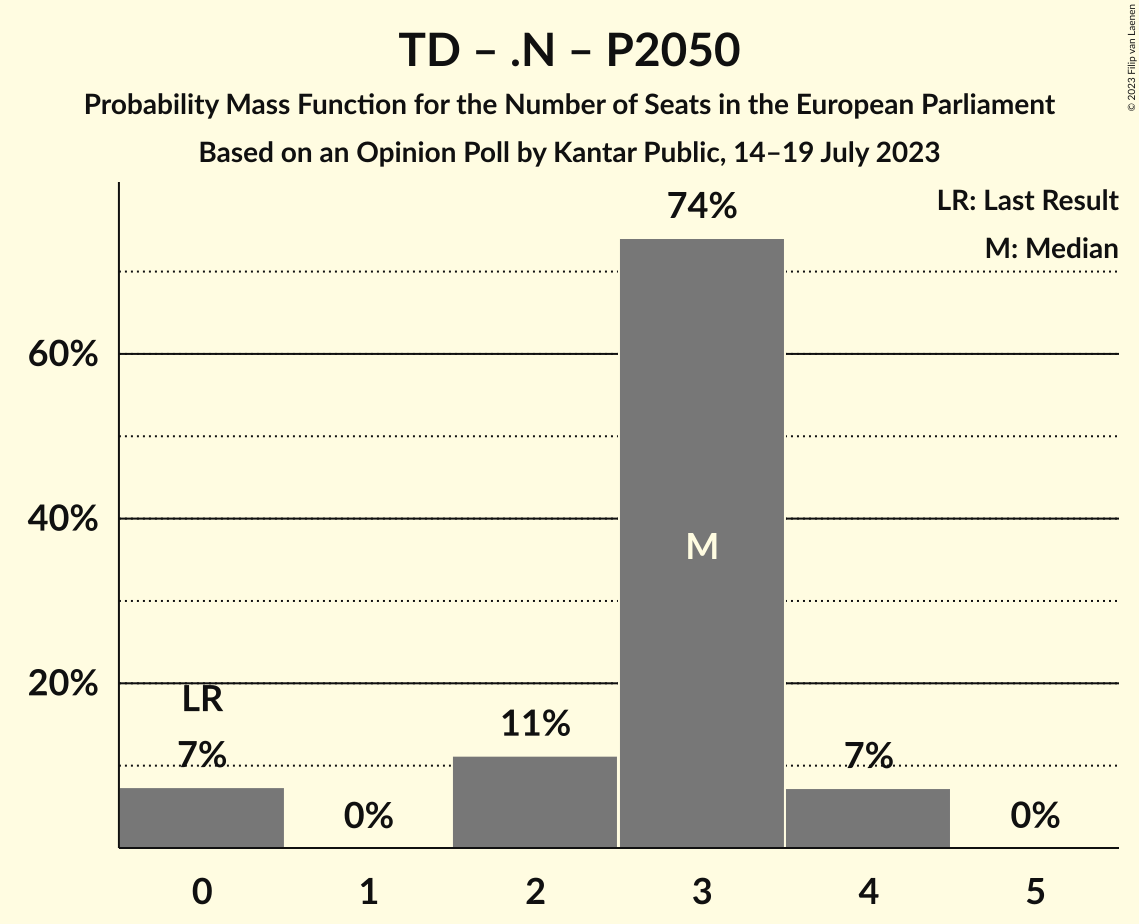 TD – .N – P2050
Probability Mass Function for the Number of Seats in the European Parliament
Based on an Opinion Poll by Kantar Public, 14–19 July 2023
© 2023 Filip van Laenen
LR: Last Result
M: Median
74%
60%
40%
M
20%
LR
7%
0%
11%
7%
0%
0 1 2 3 4 5